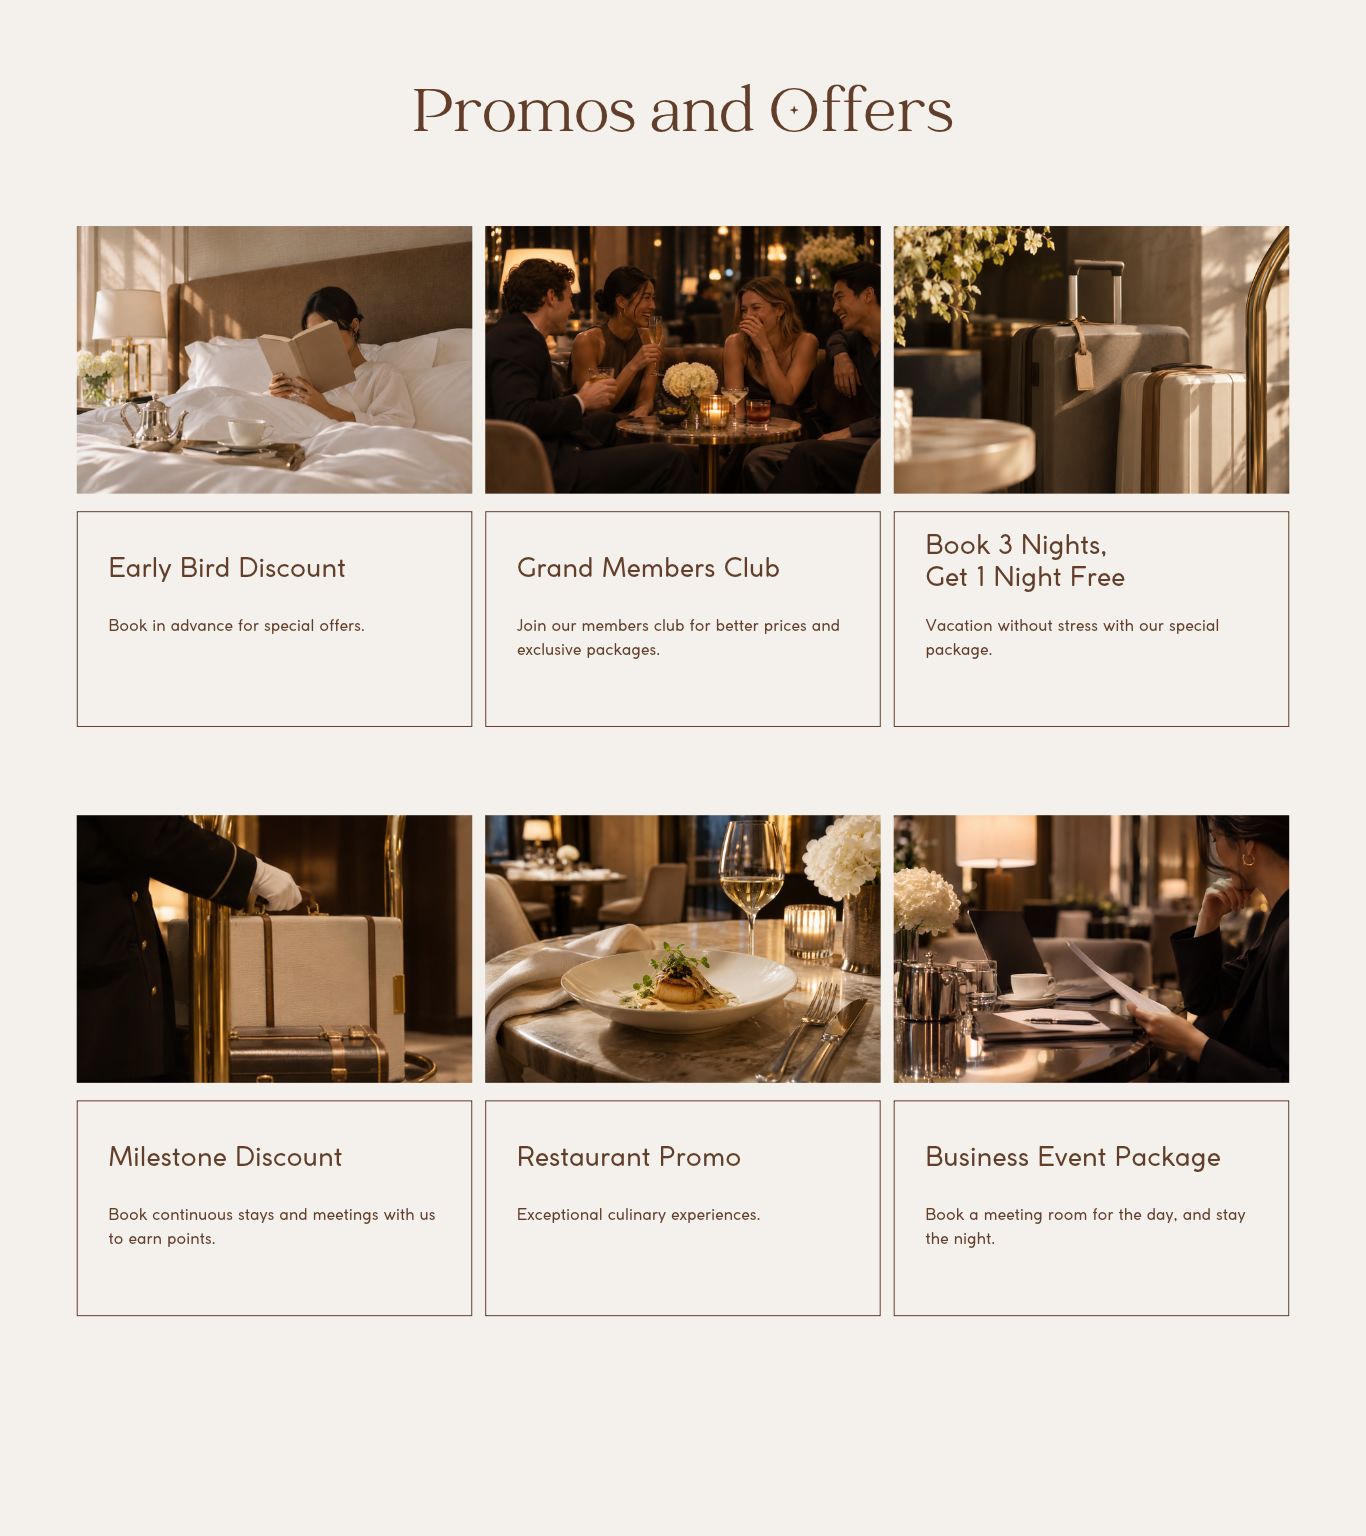 Promos and Offers
Early Bird Discount
Book in advance for special offers.
Grand Members Club
Join our members club for better prices and
exclusive packages.
Book 3 Nights,
Get 1 Night Free
Vacation without stress with our special
package.
Milestone Discount
Book continuous stays and meetings with us
to earn points.
Restaurant Promo
Exceptional culinary experiences.
Business Event Package
Book a meeting room for the day, and stay
the night.